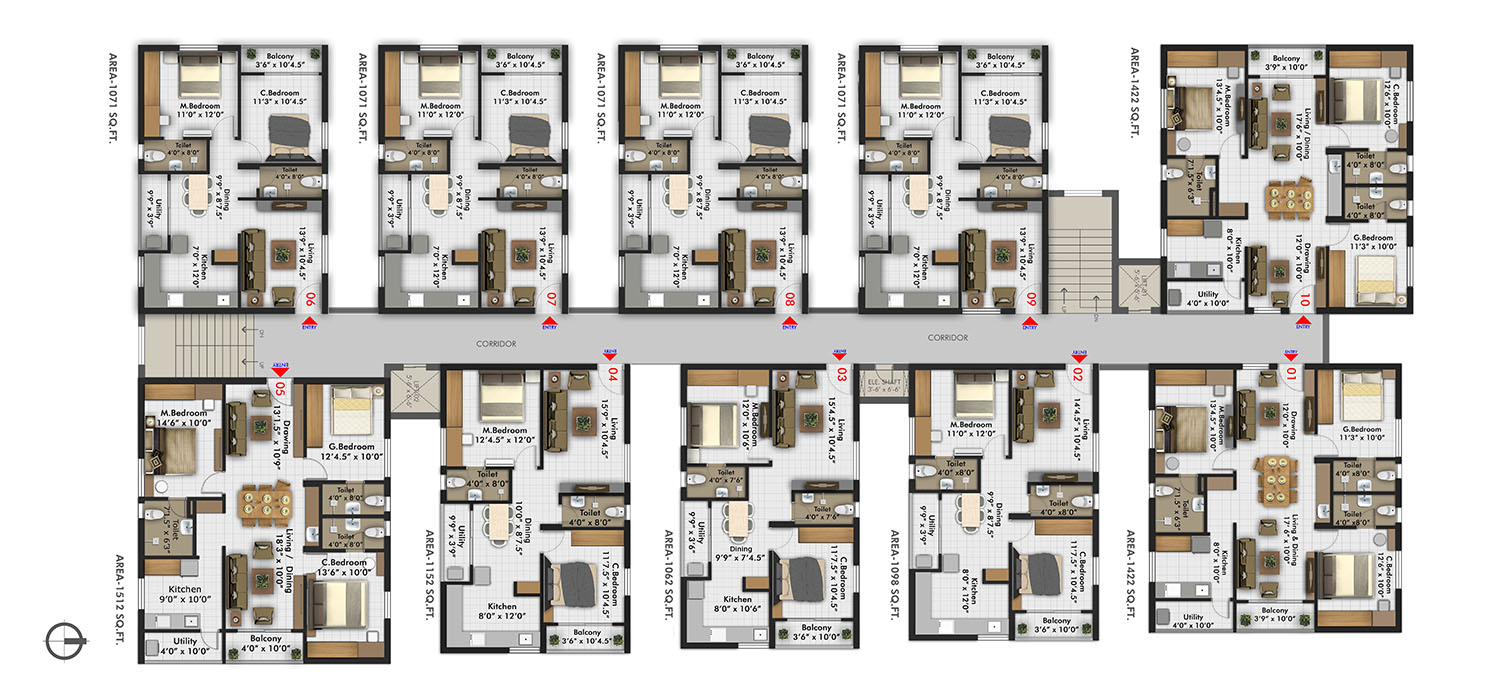 AREA-1071 SQ.FT.
Balcony
3'6" x 10'4.5"
M.Bedroom
11'0" x 12'0"
C.Bedroom
11'3" x 10'4.5"
Toilet
4'0" x 8'0"
Toilet
4'0" x 8'0"
Dining
9'9" x 8'7.5"
Utility
9'9" x 3'9"
Living
13'9" x 10'4.5"
Kitchen
7'0" x 12'0"
06
ENTRY
AREA-1071 SQ.FT.
Balcony
3'6" x 10'4.5"
M.Bedroom
11'0" x 12'0"
C.Bedroom
11'3" x 10'4.5"
Toilet
4'0" x 8'0"
Toilet
4'0" x 8'0"
Dining
9'9" x 8'7.5"
Utility
9'9" x 3'9"
Living
13'9" x 10'4.5"
Kitchen
7'0" x 12'0"
07
ENTRY
AREA-1071 SQ.FT.
Balcony
3'6" x 10'4.5"
M.Bedroom
11'0" x 12'0"
C.Bedroom
11'3" x 10'4.5"
Toilet
4'0" x 8'0"
Toilet
4'0" x 8'0"
Dining
9'9" x 8'7.5"
Utility
9'9" x 3'9"
Living
13'9" x 10'4.5"
Kitchen
7'0" x 12'0"
08
ENTRY
AREA-1071 SQ.FT.
Balcony
3'6" x 10'4.5"
M.Bedroom
11'0" x 12'0"
C.Bedroom
11'3" x 10'4.5"
Toilet
4'0" x 8'0"
Toilet
4'0" x 8'0"
Dining
9'9" x 8'7.5"
Utility
9'9" x 3'9"
Living
13'9" x 10'4.5"
Kitchen
7'0" x 12'0"
09
ENTRY
UP
DN
LIFT-01
5'-6"x6'-6"
AREA-1422 SQ.FT.
Balcony
3'9" x 10'0"
M.Bedroom
13'4.5" x 10'0"
Living / Dining
17'6" x 10'0"
C.Bedroom
12'6" x 10'0"
Toilet
7'1.5" x 6'3"
Toilet
4'0" x 8'0"
Toilet
4'0" x 8'0"
Kitchen
8'0" x 10'0"
Drawing
12'0" x 10'0"
G.Bedroom
11'3" x 10'0"
Utility
4'0" x 10'0"
10
ENTRY
DN
UP
CORRIDOR
CORRIDOR
ENTRY
05
M.Bedroom
14'6" x 10'0"
Drawing
13'1.5" x 10'9"
G.Bedroom
12'4.5" x 10'0"
Toilet
7'1.5" x 6'3"
Toilet
4'0" x 8'0"
Toilet
4'0" x 8'0"
Living / Dining
18'3" x 10'0"
C.Bedroom
13'6" x 10'0"
Kitchen
9'0" x 10'0"
Utility
4'0" x 10'0"
Balcony
4'0" x 10'0"
AREA-1512 SQ.FT.
LIFT-02
5'-6"x6'-6"
ENTRY
04
M.Bedroom
12'4.5" x 12'0"
Living
15'9" x 10'4.5"
Toilet
4'0" x 8'0"
Toilet
4'0" x 8'0"
Dining
10'0" x 8'7.5"
Utility
9'9" x 3'9"
C.Bedroom
11'7.5" x 10'4.5"
Kitchen
8'0" x 12'0"
Balcony
3'6" x 10'4.5"
AREA-1152 SQ.FT.
ENTRY
03
M.Bedroom
12'0" x 10'6"
Living
15'4.5" x 10'4.5"
Toilet
4'0" x 7'6"
Toilet
4'0" x 7'6"
Utility
9'9" x 3'6"
Dining
9'9" x 7'4.5"
C.Bedroom
11'7.5" x 10'4.5"
Kitchen
8'0" x 10'6"
Balcony
3'6" x 10'0"
AREA-1062 SQ.FT.
ELE. SHAFT
3'-6" x 6'-6"
ENTRY
02
M.Bedroom
11'0" x 12'0"
Living
14'4.5" x 10'4.5"
Toilet
4'0" x8'0"
Toilet
4'0" x8'0"
Dining
9'9" x 8'7.5"
Utility
9'9" x 3'9"
C.Bedroom
11'7.5" x 10'4.5"
Kitchen
8'0" x 12'0"
Balcony
3'6" x 10'0"
AREA-1098 SQ.FT.
ENTRY
01
M.Bedroom
13'4.5" x 10'0"
Drawing
12'0" x 10'0"
G.Bedroom
11'3" x 10'0"
Toilet
7'1.5" x 6'3"
Toilet
4'0" x8'0"
Toilet
4'0" x8'0"
Living & Dining
17'6" x 10'0"
Kitchen
8'0" x 10'0"
C.Bedroom
12'6" x 10'0"
Utility
4'0" x 10'0"
Balcony
3'9" x 10'0"
AREA-1422 SQ.FT.